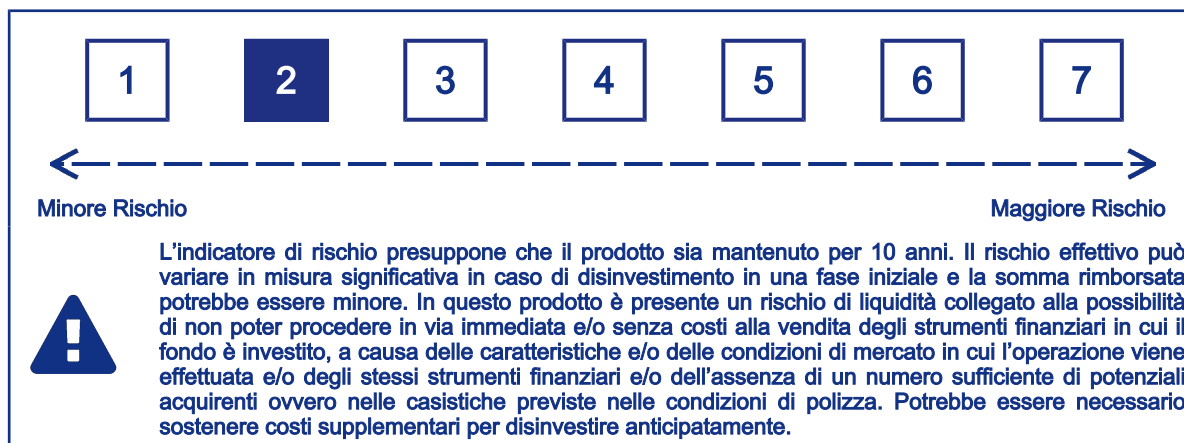 1 2 3 4 5 6 7
Minore Rischio Maggiore Rischio
L'indicatore di rischio presuppone che il prodotto sia mantenuto per 10 anni. Il rischio effettivo può
variare in misura significativa in caso di disinvestimento in una fase iniziale e la somma rimborsata
potrebbe essere minore. In questo prodotto è presente un rischio di liquidità collegato alla possibilità
di non poter procedere in via immediata e/o senza costi alla vendita degli strumenti finanziari in cui il
fondo è investito, a causa delle caratteristiche e/o delle condizioni di mercato in cui l'operazione viene
effettuata e/o degli stessi strumenti finanziari e/o dell'assenza di un numero sufficiente di potenziali
acquirenti ovvero nelle casistiche previste nelle condizioni di polizza. Potrebbe essere necessario
sostenere costi supplementari per disinvestire anticipatamente.